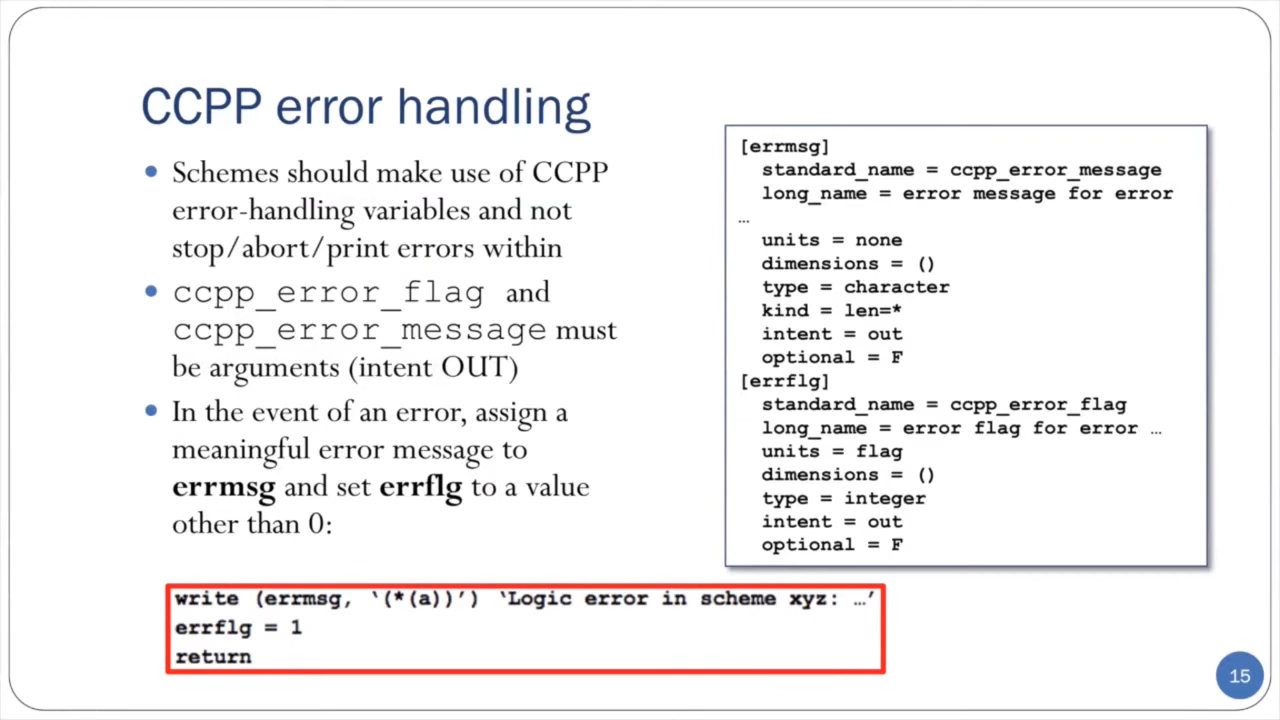 CCPP error handling
• Schemes should make use of CCPP
error-handling variables and not
stop/abort/print errors within
• ccpp_error_flag and
ccpp_error_message must
be arguments (intent OUT)
• In the event of an error, assign a
meaningful error message to
errmsg and set errflg to a value
other than 0:
[errmsg]
standard_name = ccpp_error_message
long_name = error message for error
…
units = none
dimensions = ()
type = character
kind = len=*
intent = out
optional = F
[errflg]
standard_name = ccpp_error_flag
long_name = error flag for error …
units = flag
dimensions = ()
type = integer
intent = out
optional = F
write (errmsg, ‘(*(a))’) ‘Logic error in scheme xyz: …’
errflg = 1
return
15